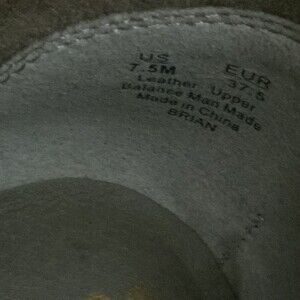 US EUR
7.5M 37.5
Leather Upper
Balance Man Made
Made in China
BRIAN